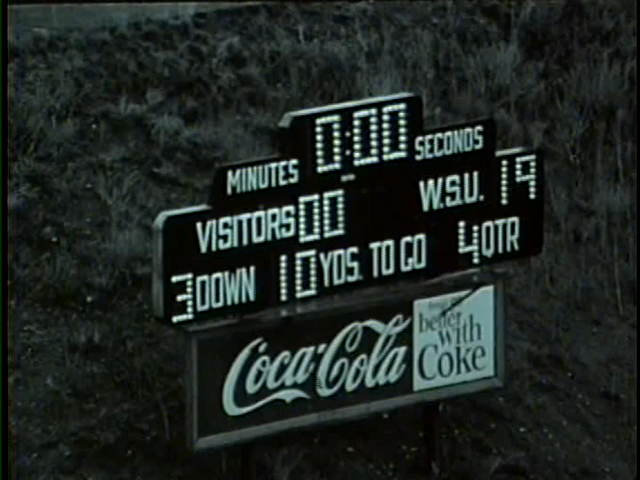 0:00
MINUTES SECONDS
VISITORS 00 W.S.U. 19
3 DOWN 10 YDS. TO GO 4 QTR
Coca-Cola
better
with
Coke